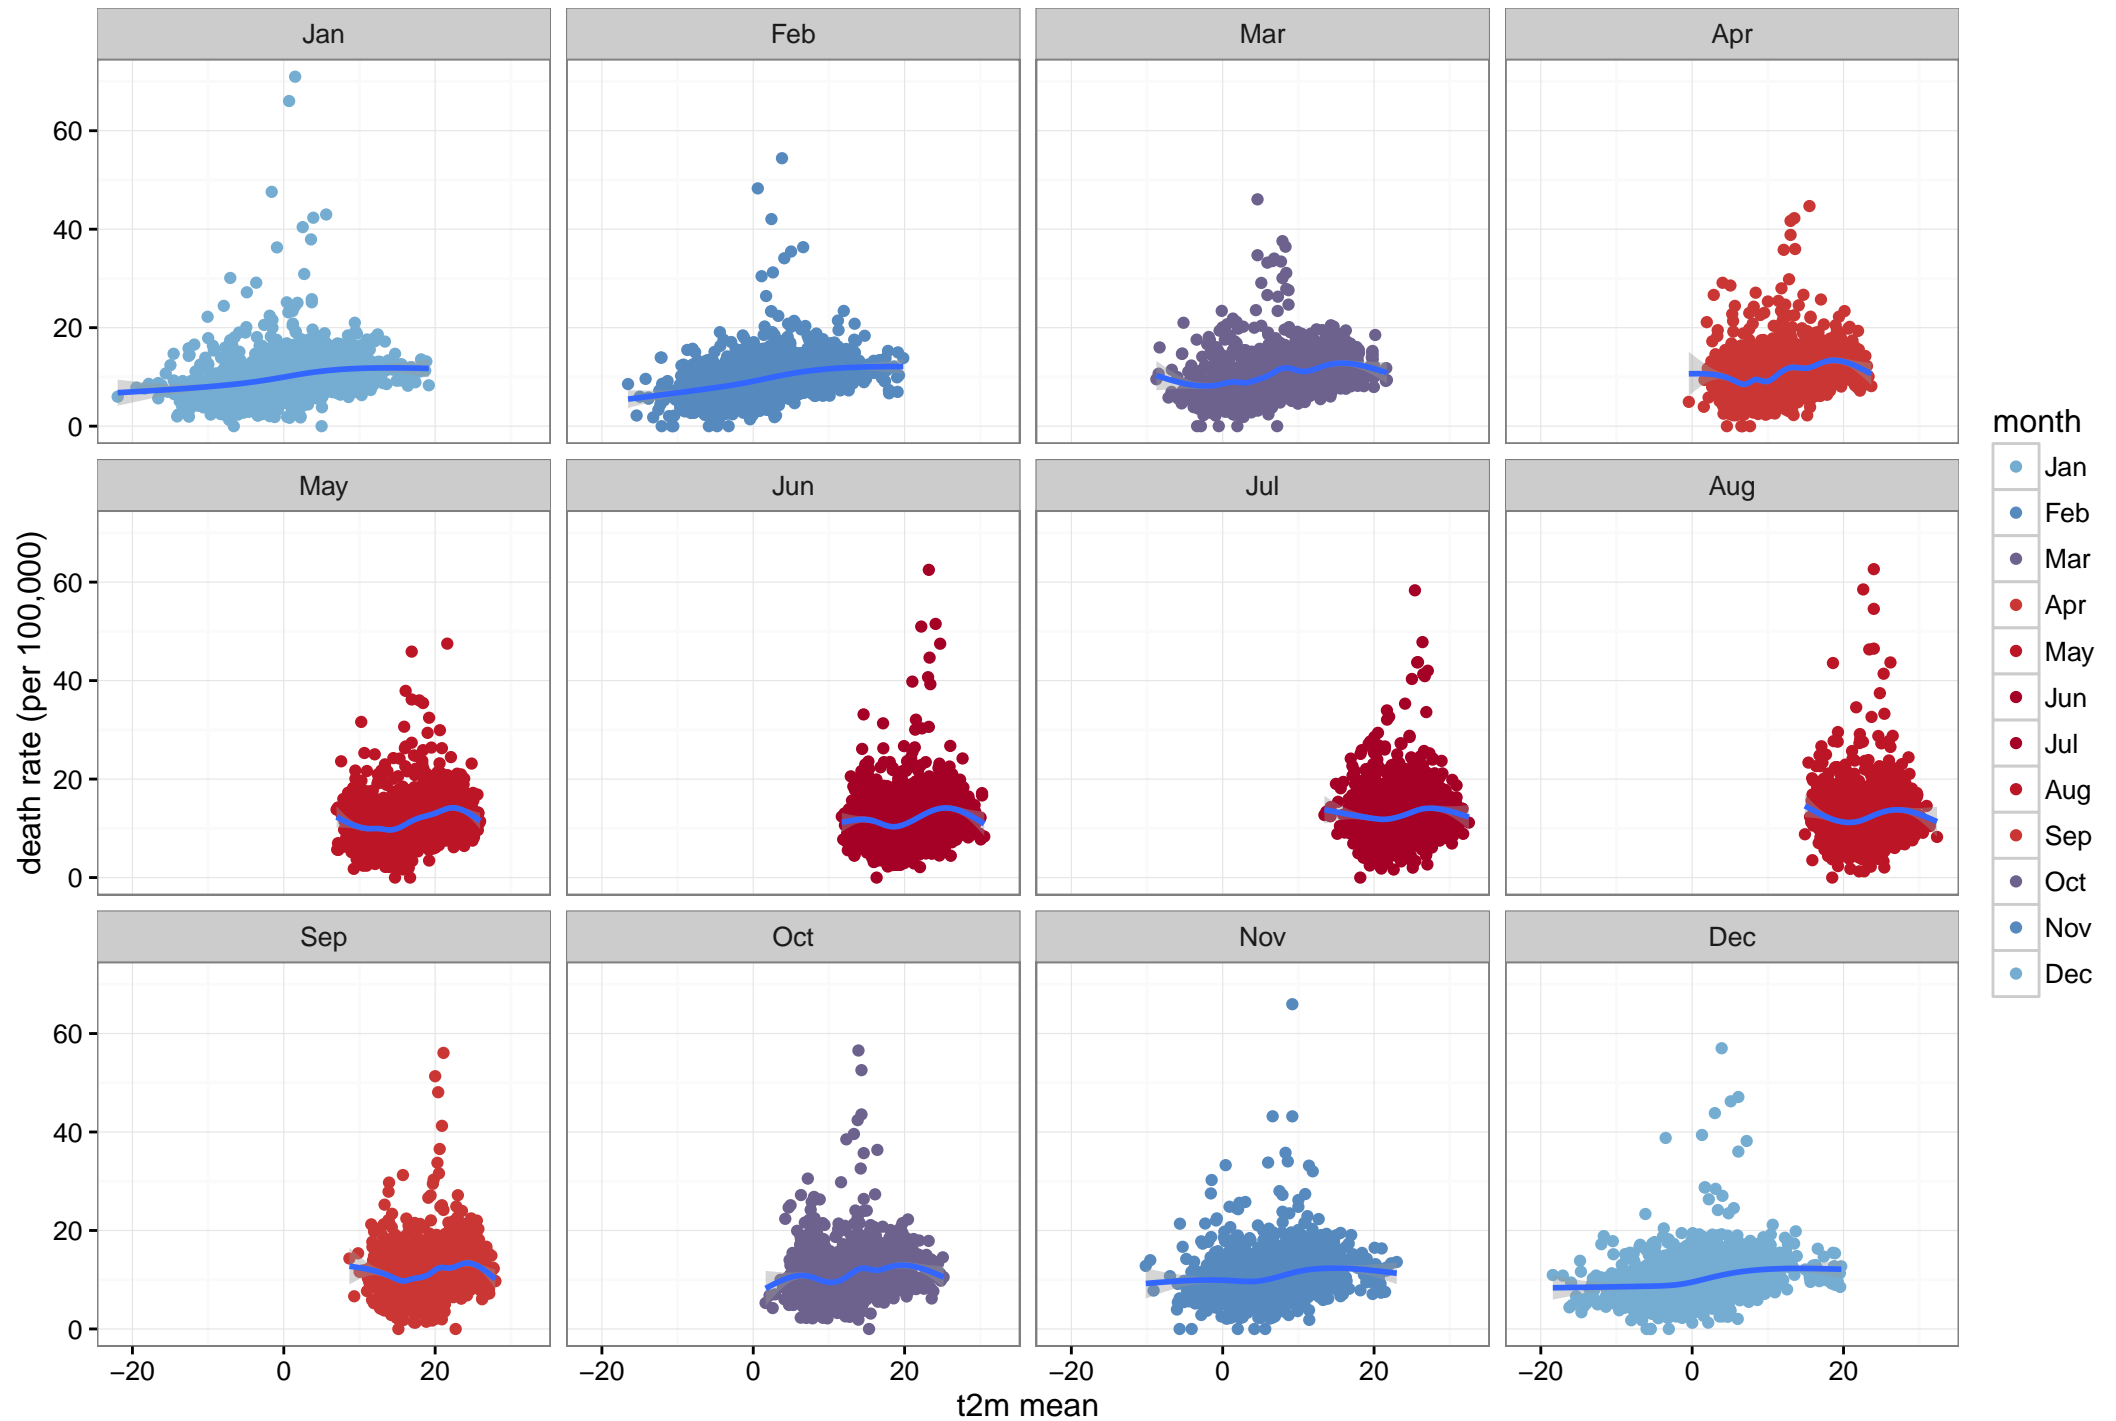 Jan Feb Mar Apr
60
40
20
0
May Jun Jul Aug
60
40
20
0
Sep Oct Nov Dec
60
40
20
0
−20 0 20 −20 0 20 −20 0 20 −20 0 20
t2m mean
death rate (per 100,000)
month
Jan
Feb
Mar
Apr
May
Jun
Jul
Aug
Sep
Oct
Nov
Dec